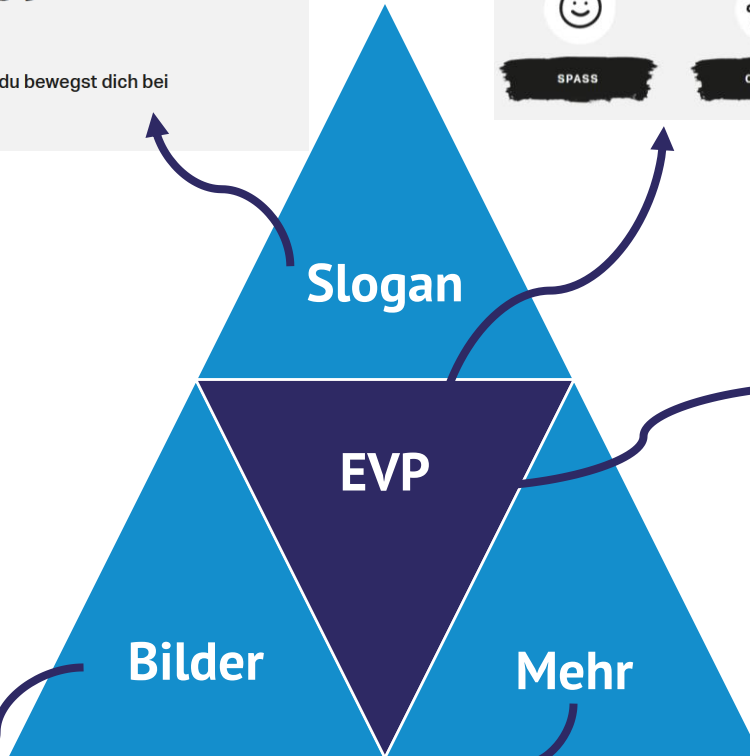 du bewegst dich bei
SPASS
Slogan
EVP
Bilder
Mehr